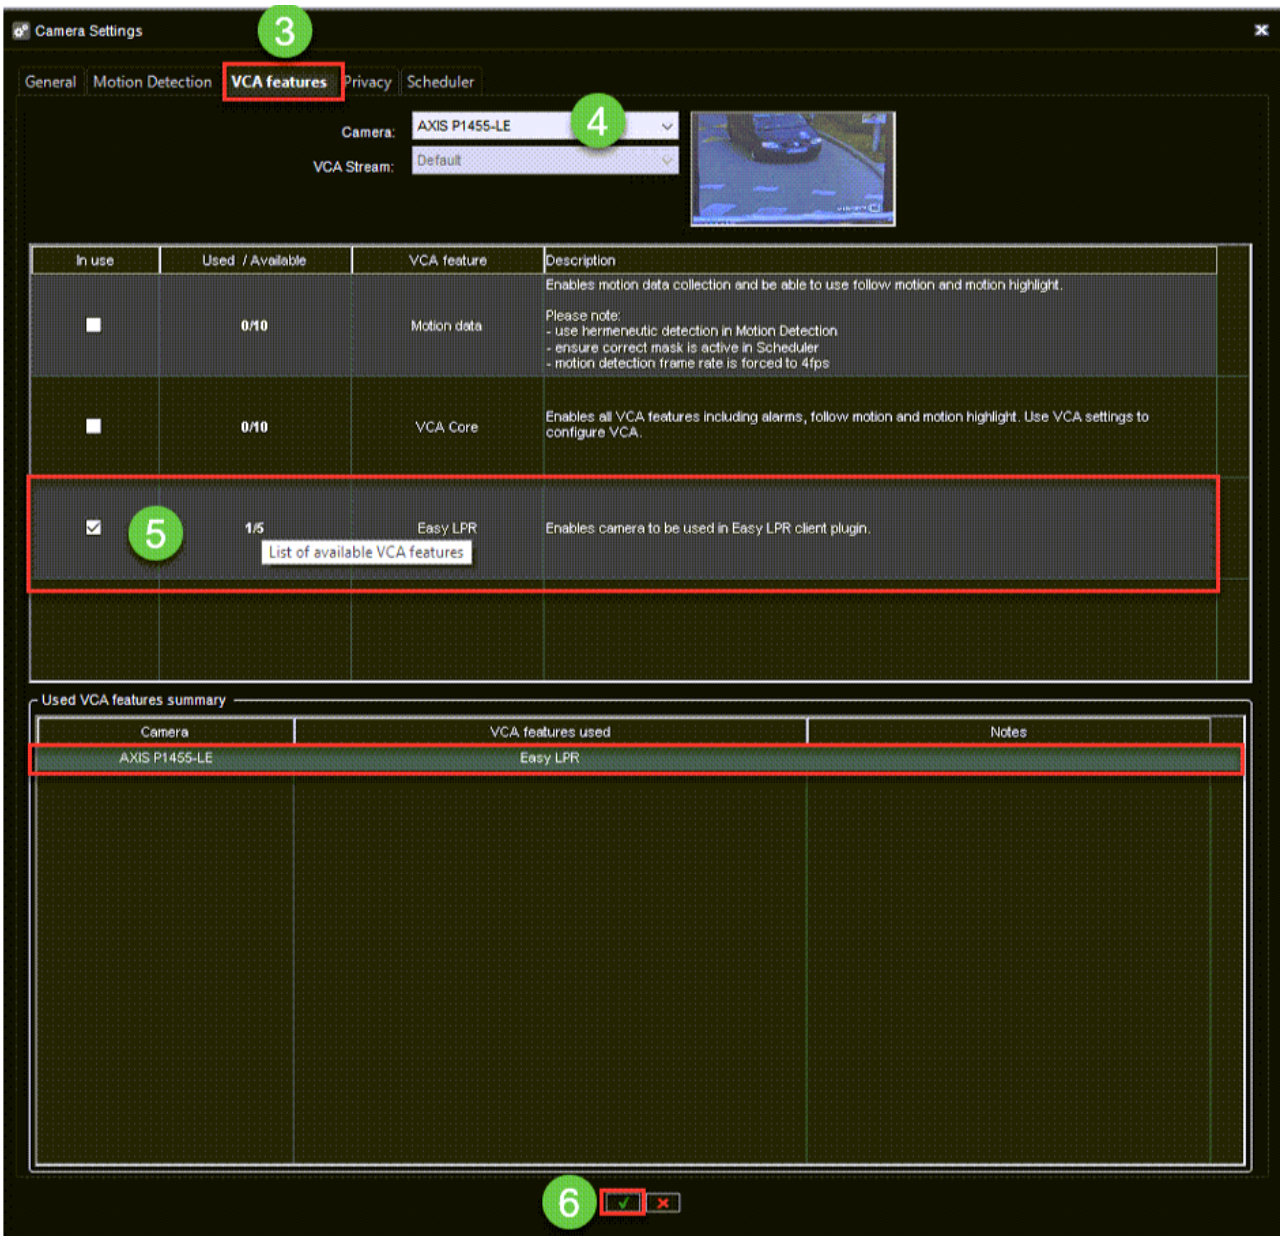 3
Camera Settings
General Motion Detection VCA features Privacy Scheduler
Camera: AXIS P1455-LE 4
VCA Stream: Default
In use Used / Available VCA feature Description
Enables motion data collection and be able to use follow motion and motion highlight.
Please note:
0/10 Motion data - use hermeneutic detection in Motion Detection
- ensure correct mask is active in Scheduler
- motion detection frame rate is forced to 4fps
0/10 VCA Core Enables all VCA features including alarms, follow motion and motion highlight. Use VCA settings to
configure VCA.
5 1/5 Easy LPR Enables camera to be used in Easy LPR client plugin.
List of available VCA features
Used VCA features summary
Camera VCA features used Notes
AXIS P1455-LE Easy LPR
6